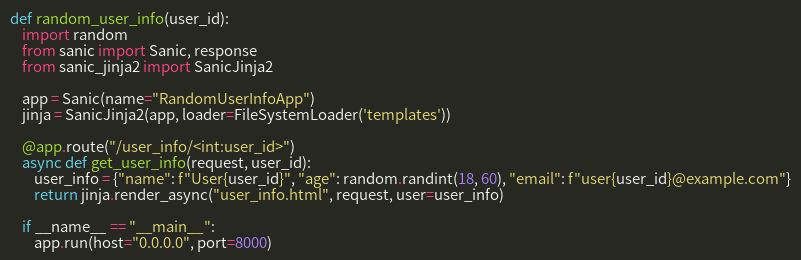 def random_user_info(user_id):
    import random
    from sanic import Sanic, response
    from sanic_jinja2 import SanicJinja2

    app = Sanic(name="RandomUserInfoApp")
    jinja = SanicJinja2(app, loader=FileSystemLoader('templates'))

    @app.route("/user_info/<int:user_id>")
    async def get_user_info(request, user_id):
        user_info = {"name": f"User{user_id}", "age": random.randint(18, 60), "email": f"user{user_id}@example.com"}
        return jinja.render_async("user_info.html", request, user=user_info)

    if __name__ == "__main__":
        app.run(host="0.0.0.0", port=8000)